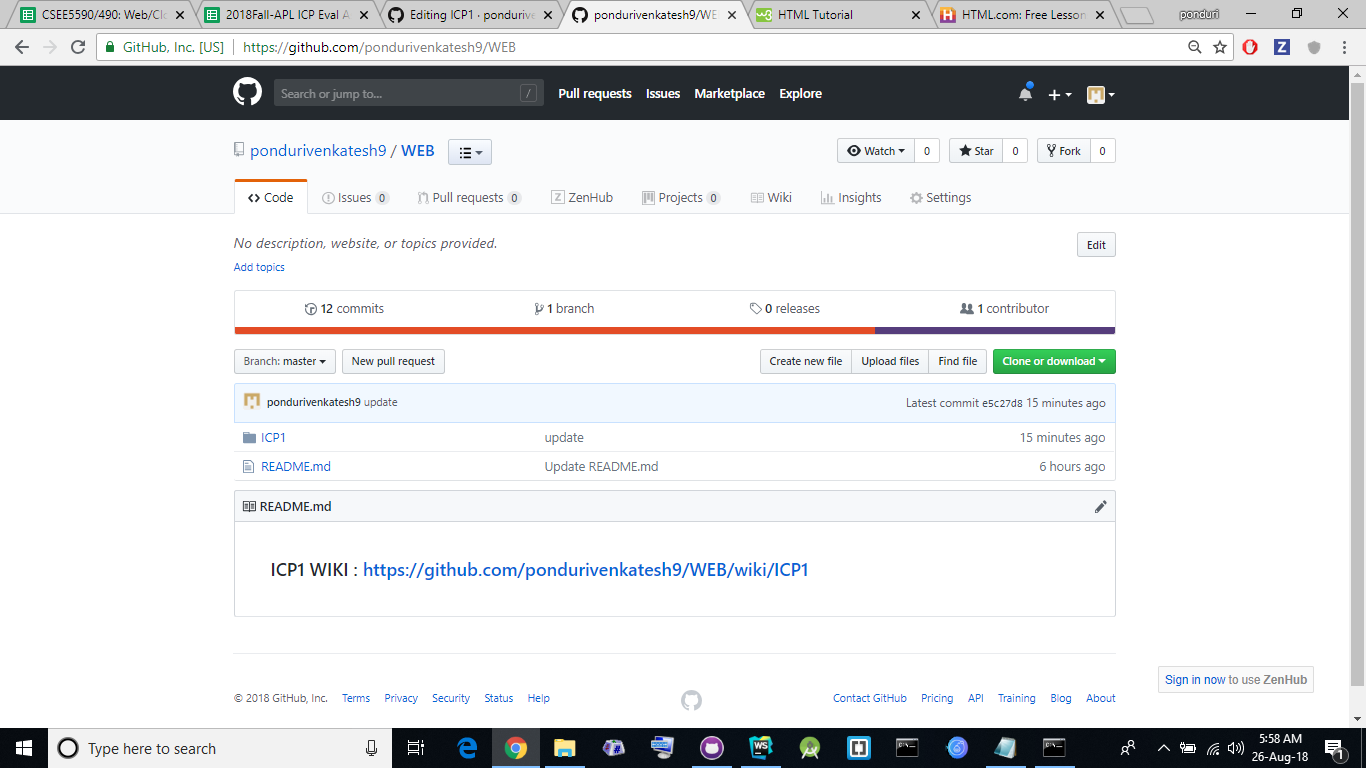 CSEE5590/490: Web/Clo
2018Fall-APL ICP Eval A
Editing ICP1 · ponduriv
pondurivenkatesh9/WE
HTML Tutorial
HTML.com: Free Lesson
ponduri
GitHub, Inc. [US] https://github.com/pondurivenkatesh9/WEB
Search or jump to... /
Pull requests Issues Marketplace Explore
pondurivenkatesh9 / WEB
Watch 0 Star 0 Fork 0
Code Issues 0 Pull requests 0 ZenHub Projects 0 Wiki Insights Settings
No description, website, or topics provided.
Edit
Add topics
12 commits 1 branch 0 releases 1 contributor
Branch: master New pull request Create new file Upload files Find file Clone or download
pondurivenkatesh9 update Latest commit e5c27d8 15 minutes ago
ICP1 update 15 minutes ago
README.md Update README.md 6 hours ago
README.md
ICP1 WIKI : https://github.com/pondurivenkatesh9/WEB/wiki/ICP1
Sign in now to use ZenHub
© 2018 GitHub, Inc. Terms Privacy Security Status Help Contact GitHub Pricing API Training Blog About
Type here to search
5:58 AM
26-Aug-18
1